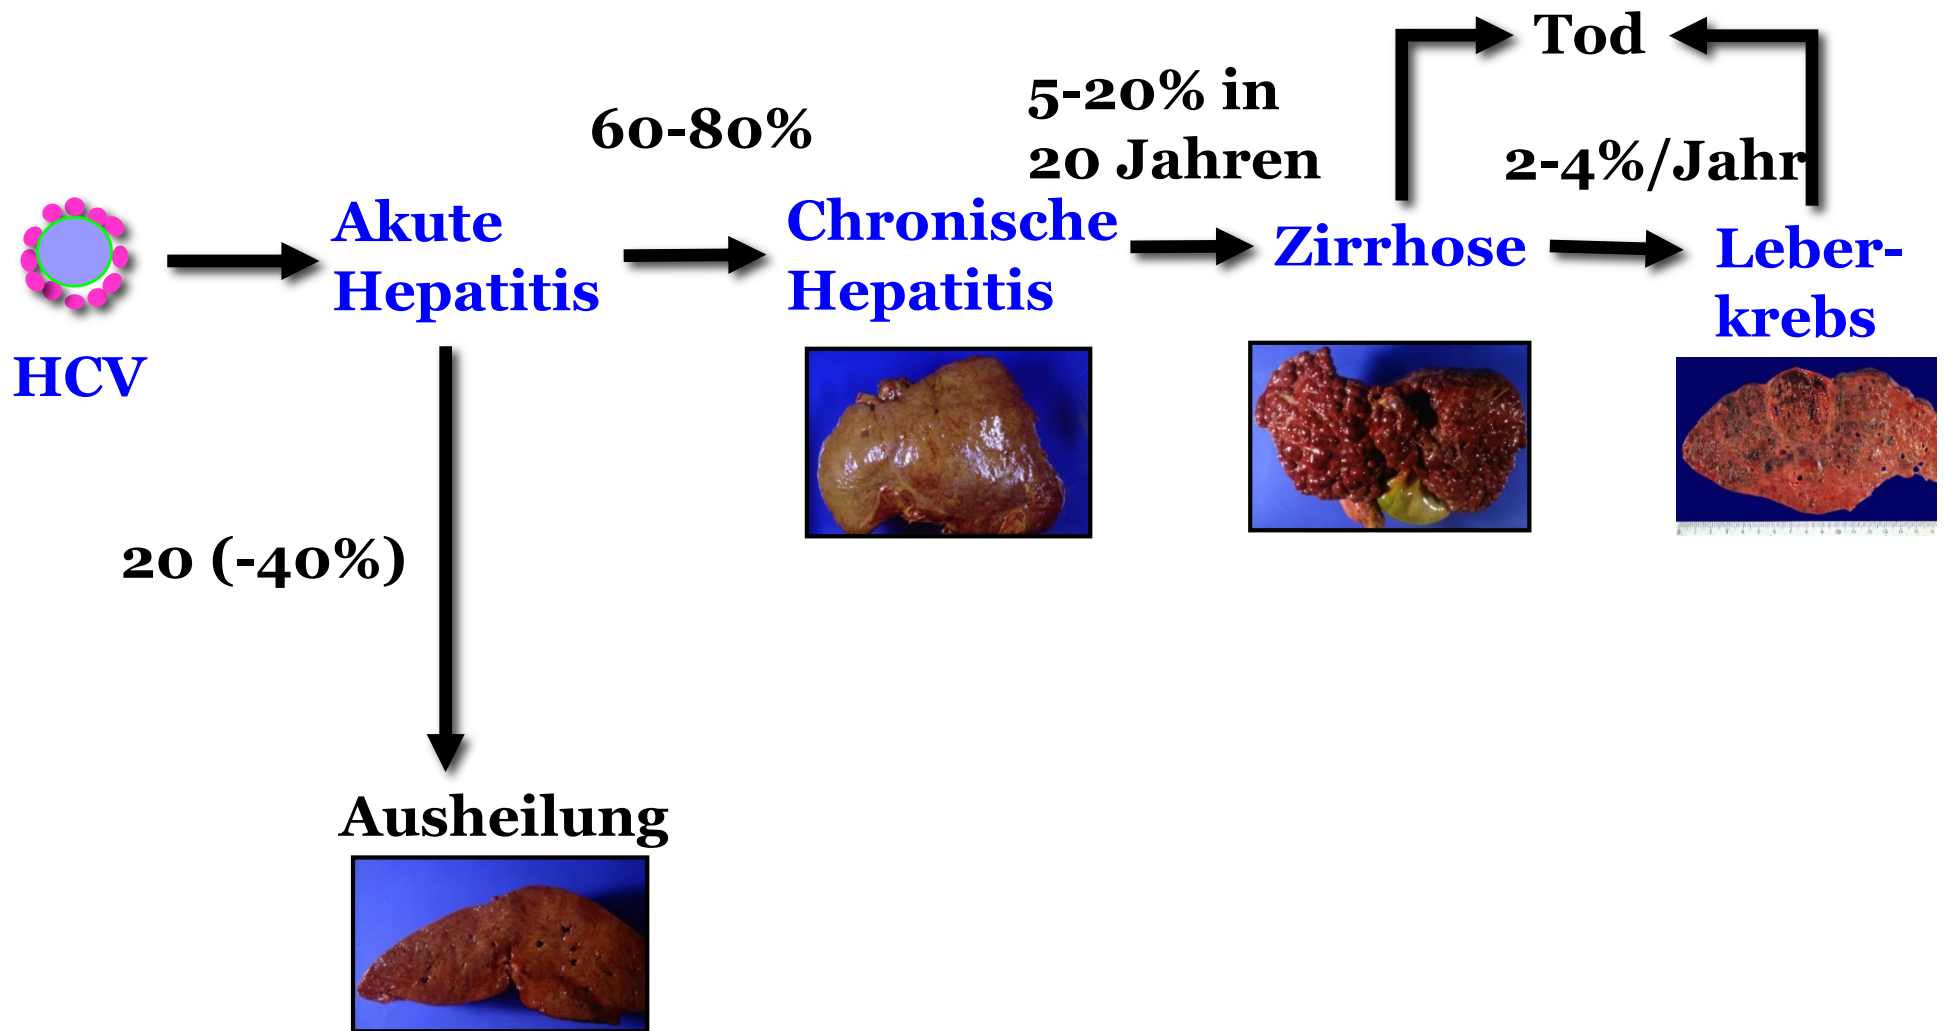 Tod
5-20% in
20 Jahren
60-80%
2-4%/Jahr
HCV
Akute
Hepatitis
Chronische
Hepatitis
Zirrhose
Leber-
krebs
20 (-40%)
Ausheilung